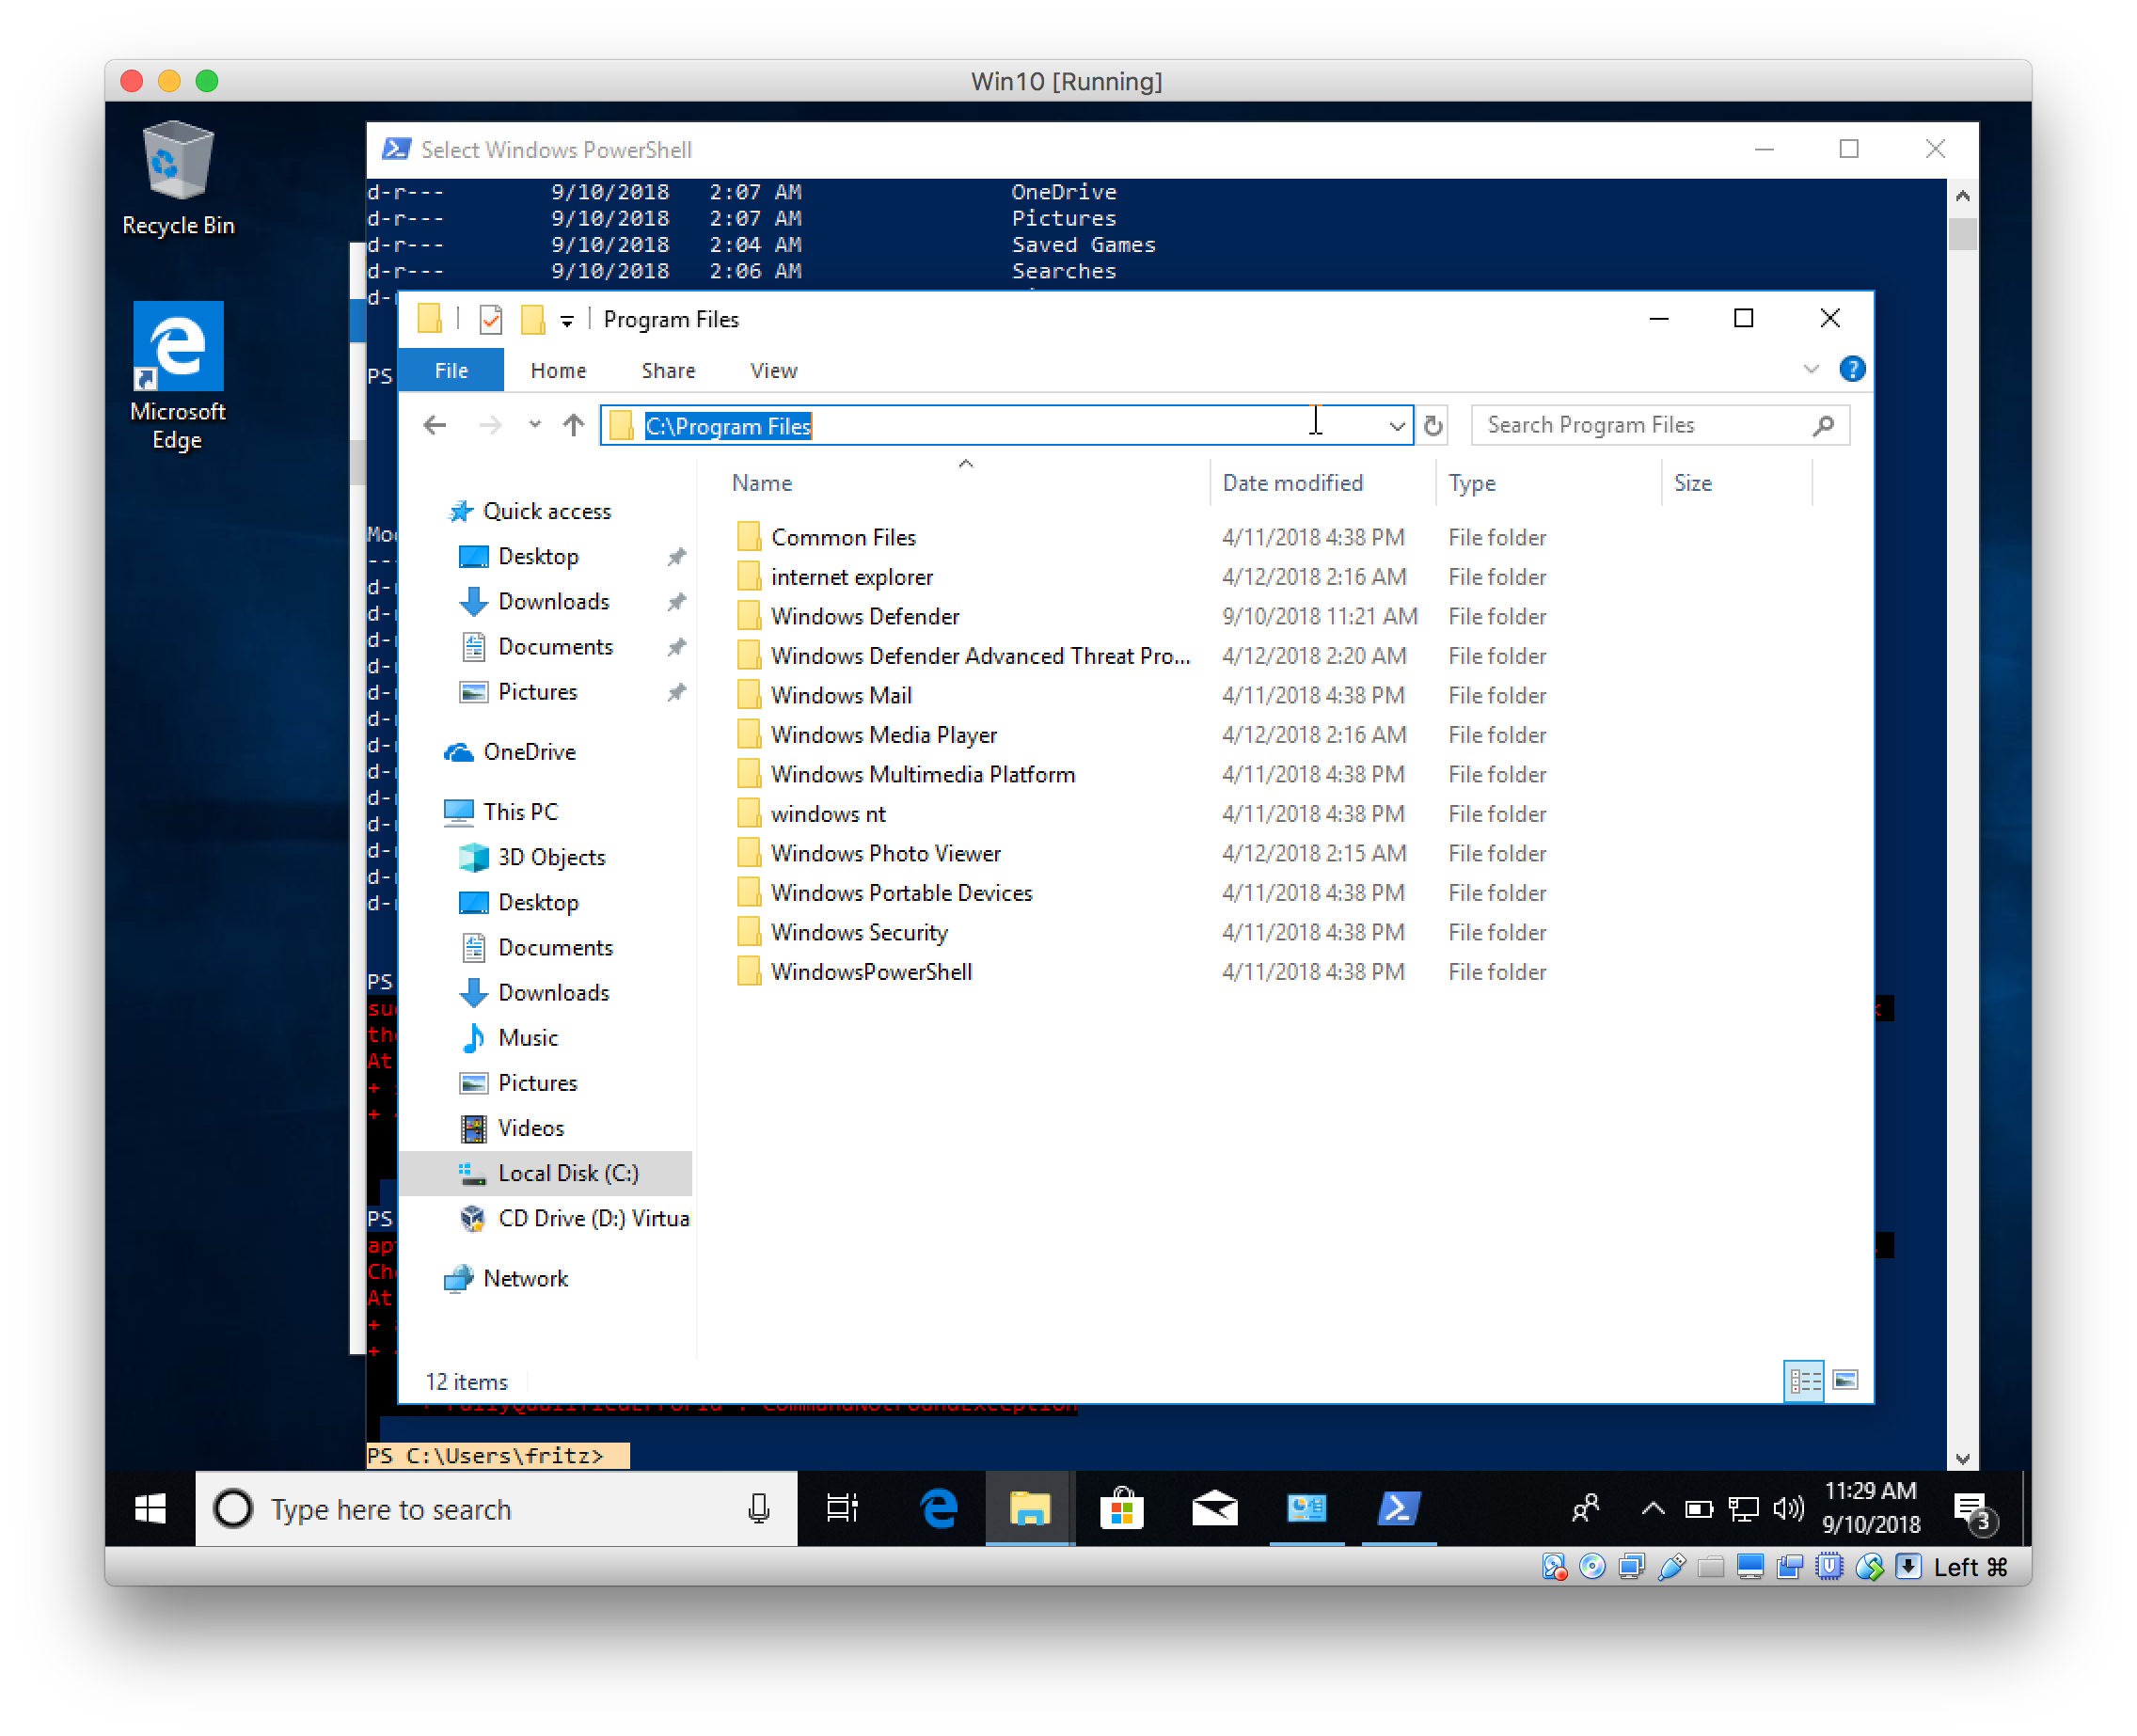 Win10 [Running]
Recycle Bin
Microsoft
Edge
Select Windows PowerShell
d-r--- 9/10/2018 2:07 AM OneDrive
d-r--- 9/10/2018 2:07 AM Pictures
d-r--- 9/10/2018 2:04 AM Saved Games
d-r--- 9/10/2018 2:06 AM Searches
PS
PS
At
+
+
PS
At
+
+
PS C:\Users\fritz>
Program Files
File Home Share View
C:\Program Files
Search Program Files
Name Date modified Type Size
Quick access
Desktop
Downloads
Documents
Pictures
OneDrive
This PC
3D Objects
Desktop
Documents
Downloads
Music
Pictures
Videos
Local Disk (C:)
CD Drive (D:) Virtua
Network
Common Files 4/11/2018 4:38 PM File folder
internet explorer 4/12/2018 2:16 AM File folder
Windows Defender 9/10/2018 11:21 AM File folder
Windows Defender Advanced Threat Pro... 4/12/2018 2:20 AM File folder
Windows Mail 4/11/2018 4:38 PM File folder
Windows Media Player 4/12/2018 2:16 AM File folder
Windows Multimedia Platform 4/11/2018 4:38 PM File folder
windows nt 4/11/2018 4:38 PM File folder
Windows Photo Viewer 4/12/2018 2:15 AM File folder
Windows Portable Devices 4/11/2018 4:38 PM File folder
Windows Security 4/11/2018 4:38 PM File folder
WindowsPowerShell 4/11/2018 4:38 PM File folder
12 items
Type here to search
11:29 AM
9/10/2018
3
Left ⌘